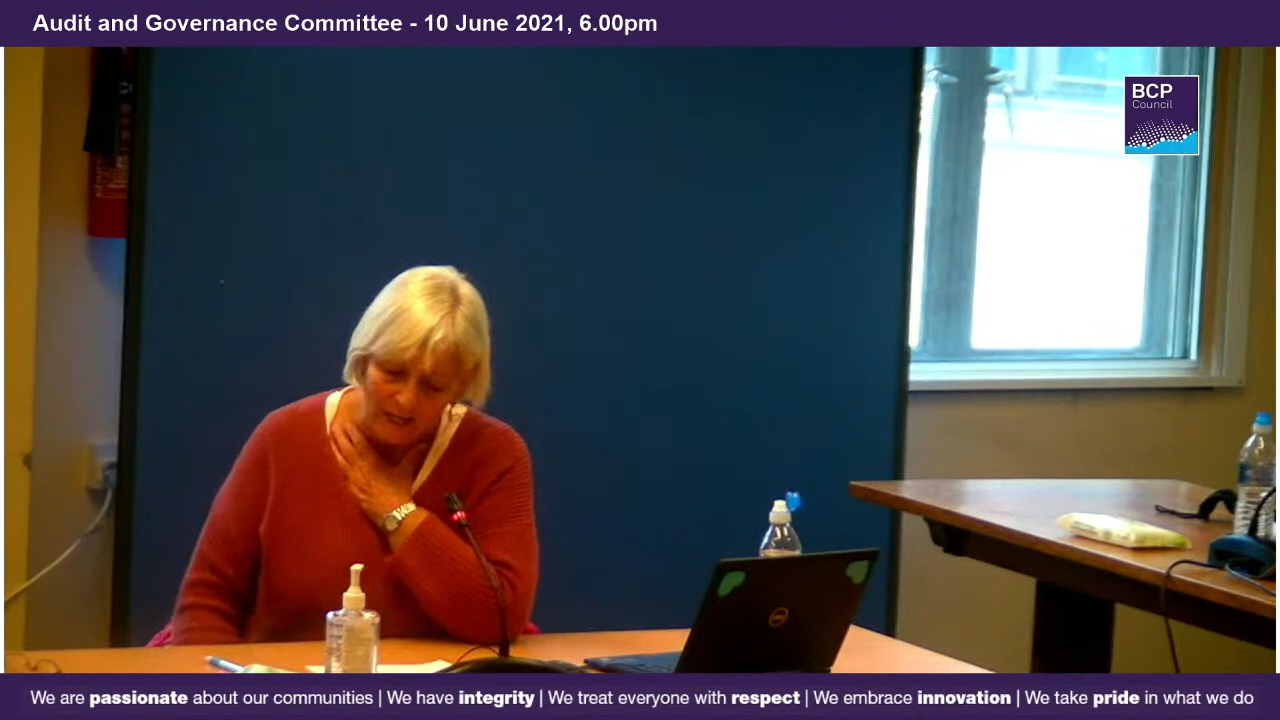 Audit and Governance Committee - 10 June 2021, 6.00pm
BCP
Council
We are passionate about our communities | We have integrity | We treat everyone with respect | We embrace innovation | We take pride in what we do